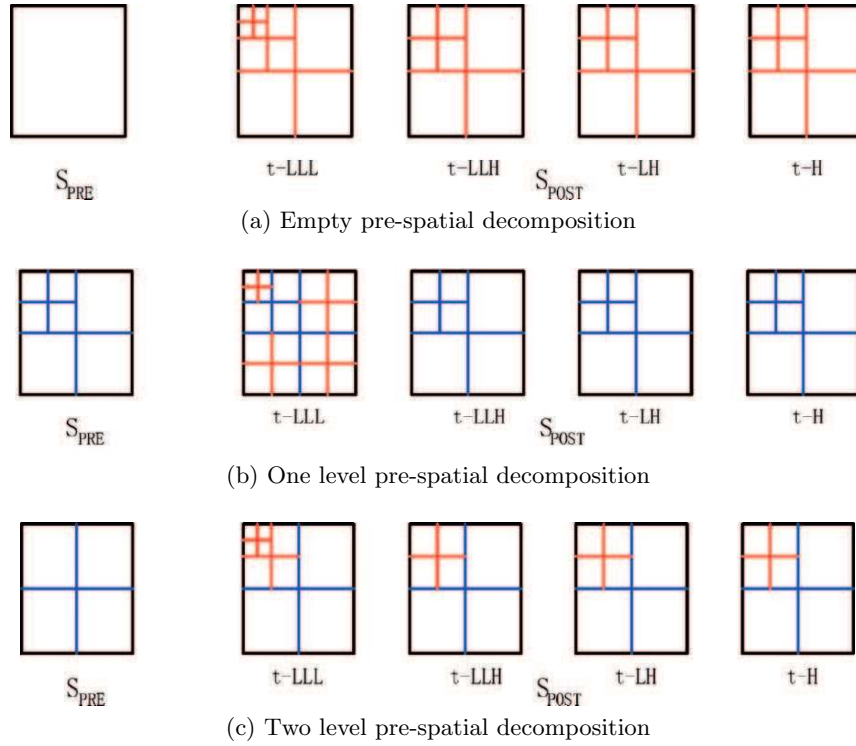 t-LLL t-LLH t-LH t-H
S_PRE S_POST
(a) Empty pre-spatial decomposition
t-LLL t-LLH t-LH t-H
S_PRE S_POST
(b) One level pre-spatial decomposition
t-LLL t-LLH t-LH t-H
S_PRE S_POST
(c) Two level pre-spatial decomposition